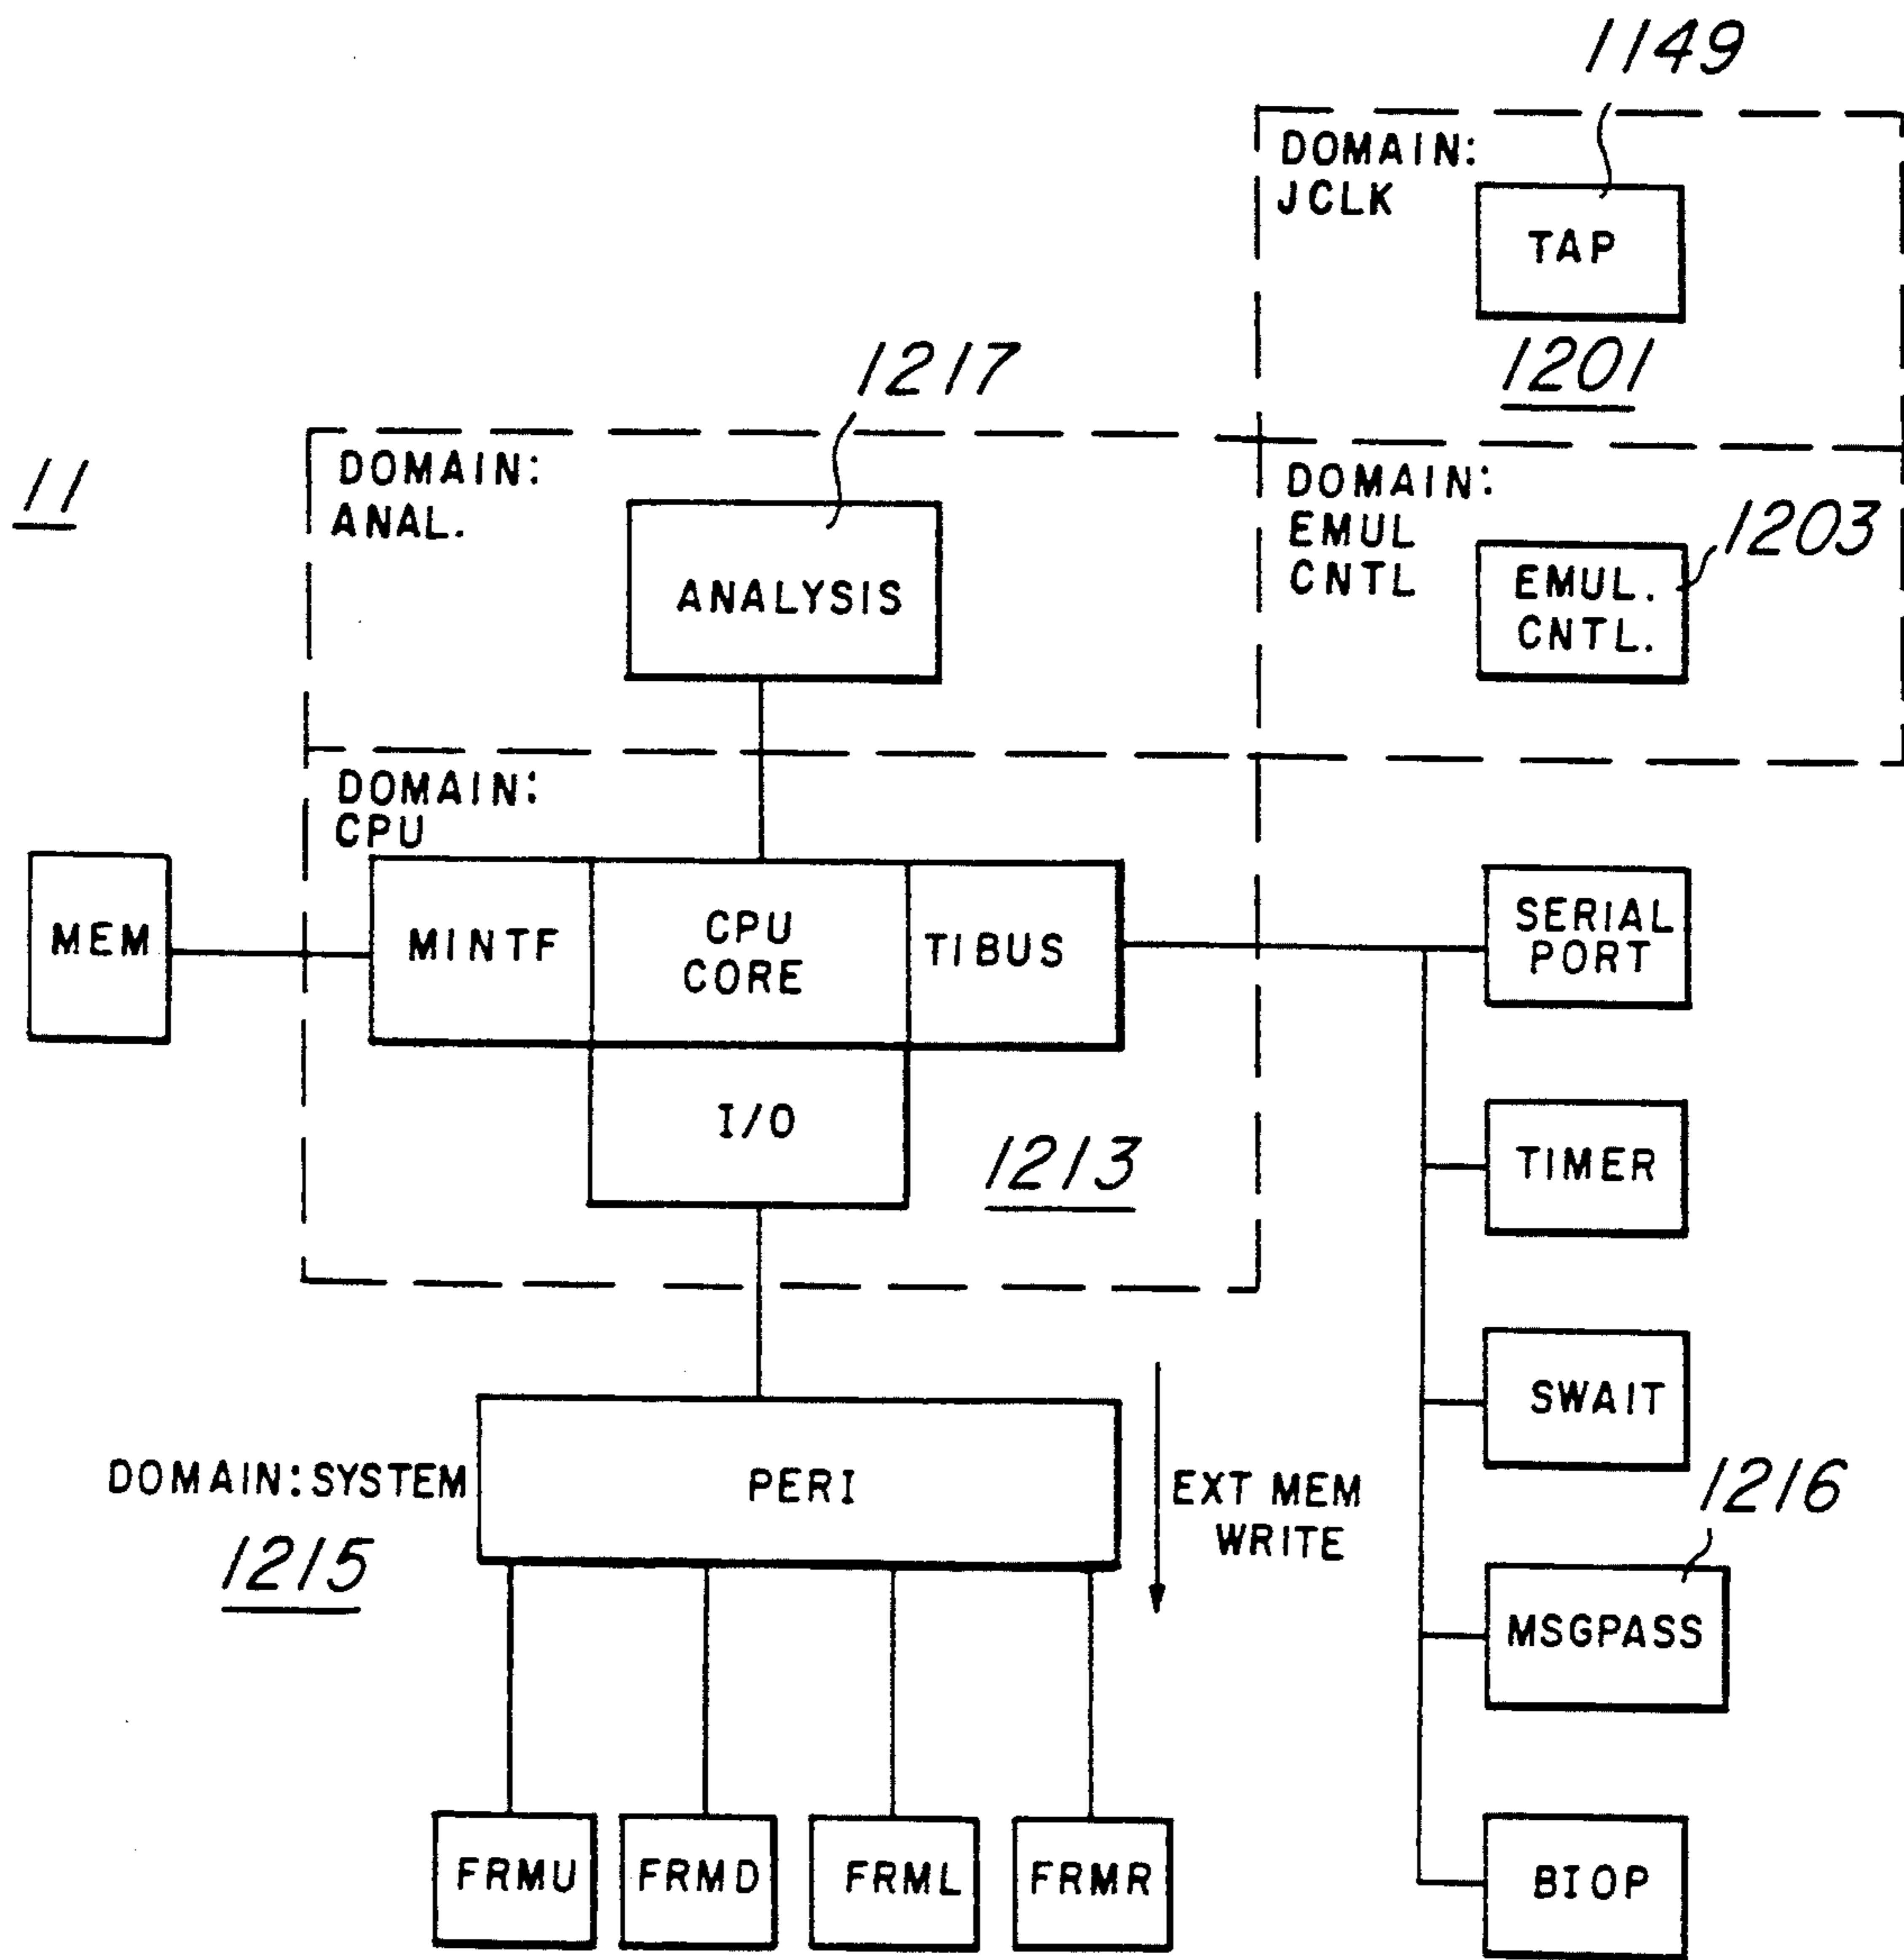 1149
DOMAIN:
JCLK
TAP
1201
1217
11
DOMAIN:
ANAL.
ANALYSIS
DOMAIN:
EMUL
CNTL
1203
EMUL.
CNTL.
DOMAIN:
CPU
MEM
MINTF
CPU
CORE
TIBUS
I/O
1213
SERIAL
PORT
TIMER
SWAIT
1216
MSGPASS
BIOP
DOMAIN:SYSTEM
1215
PERI
EXT MEM
WRITE
FRMU
FRMD
FRML
FRMR